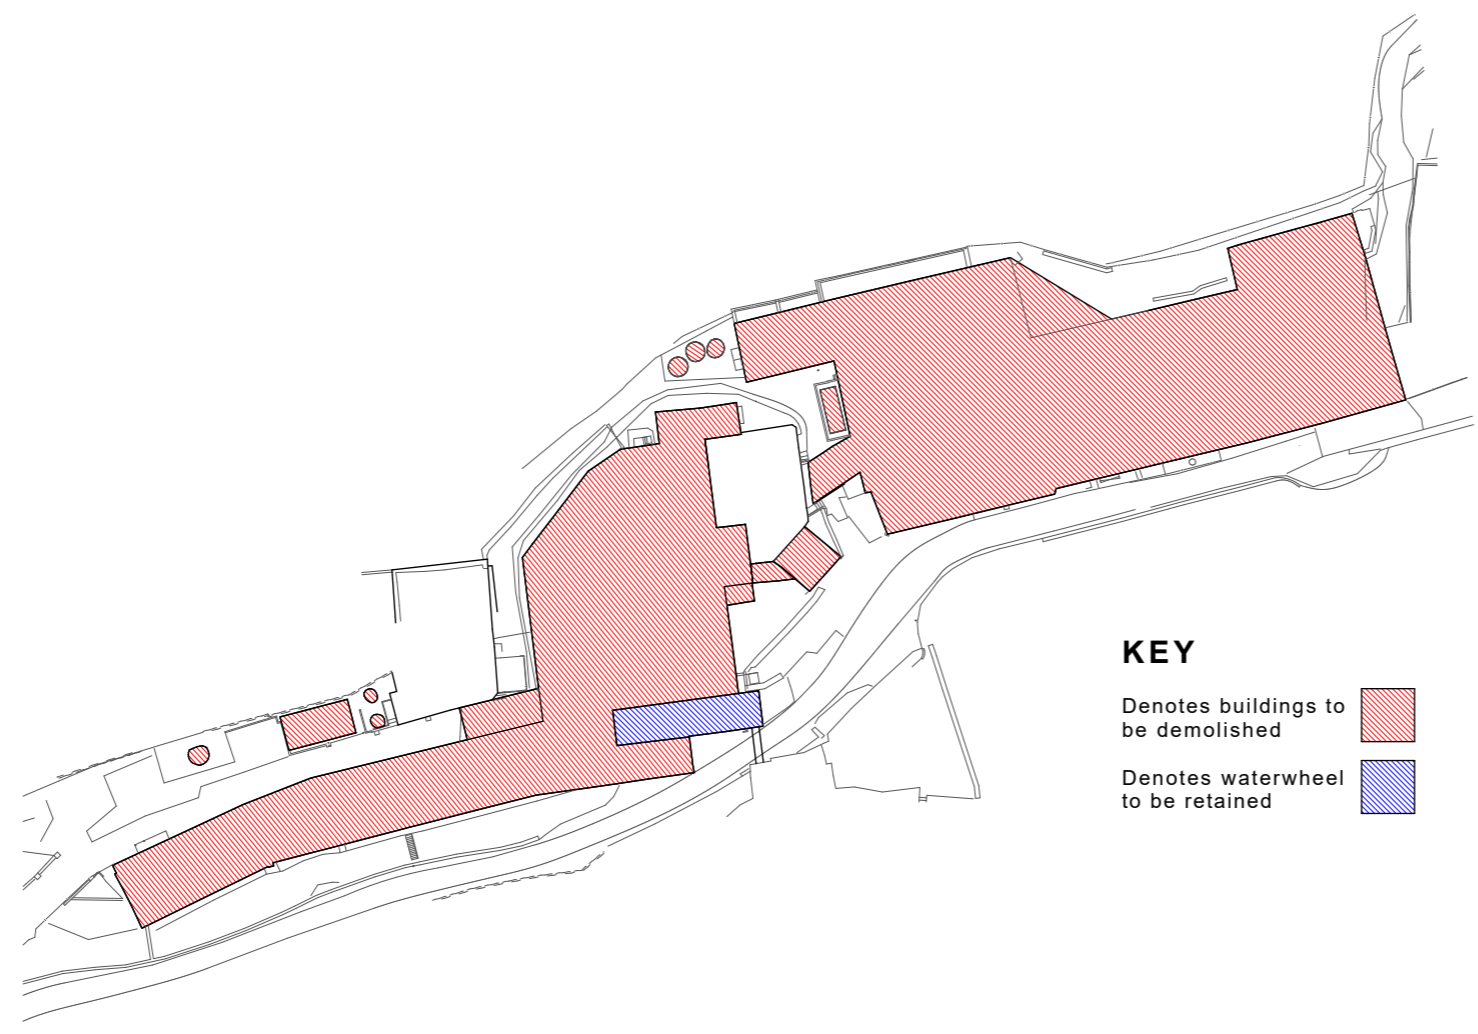 KEY
Denotes buildings to
be demolished
Denotes waterwheel
to be retained